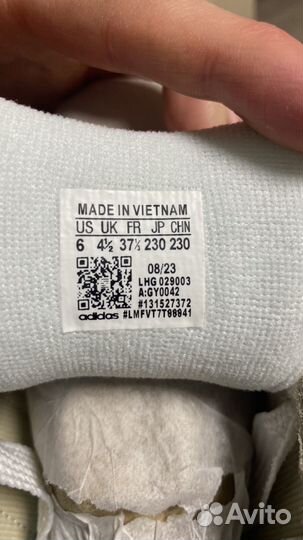 MADE IN VIETNAM
US UK FR JP CHN
6 4½ 37⅓ 230 230
08/23
LHG 029003
A:GY0042
#131527372
adidas #LMFVT7T98941
Avito